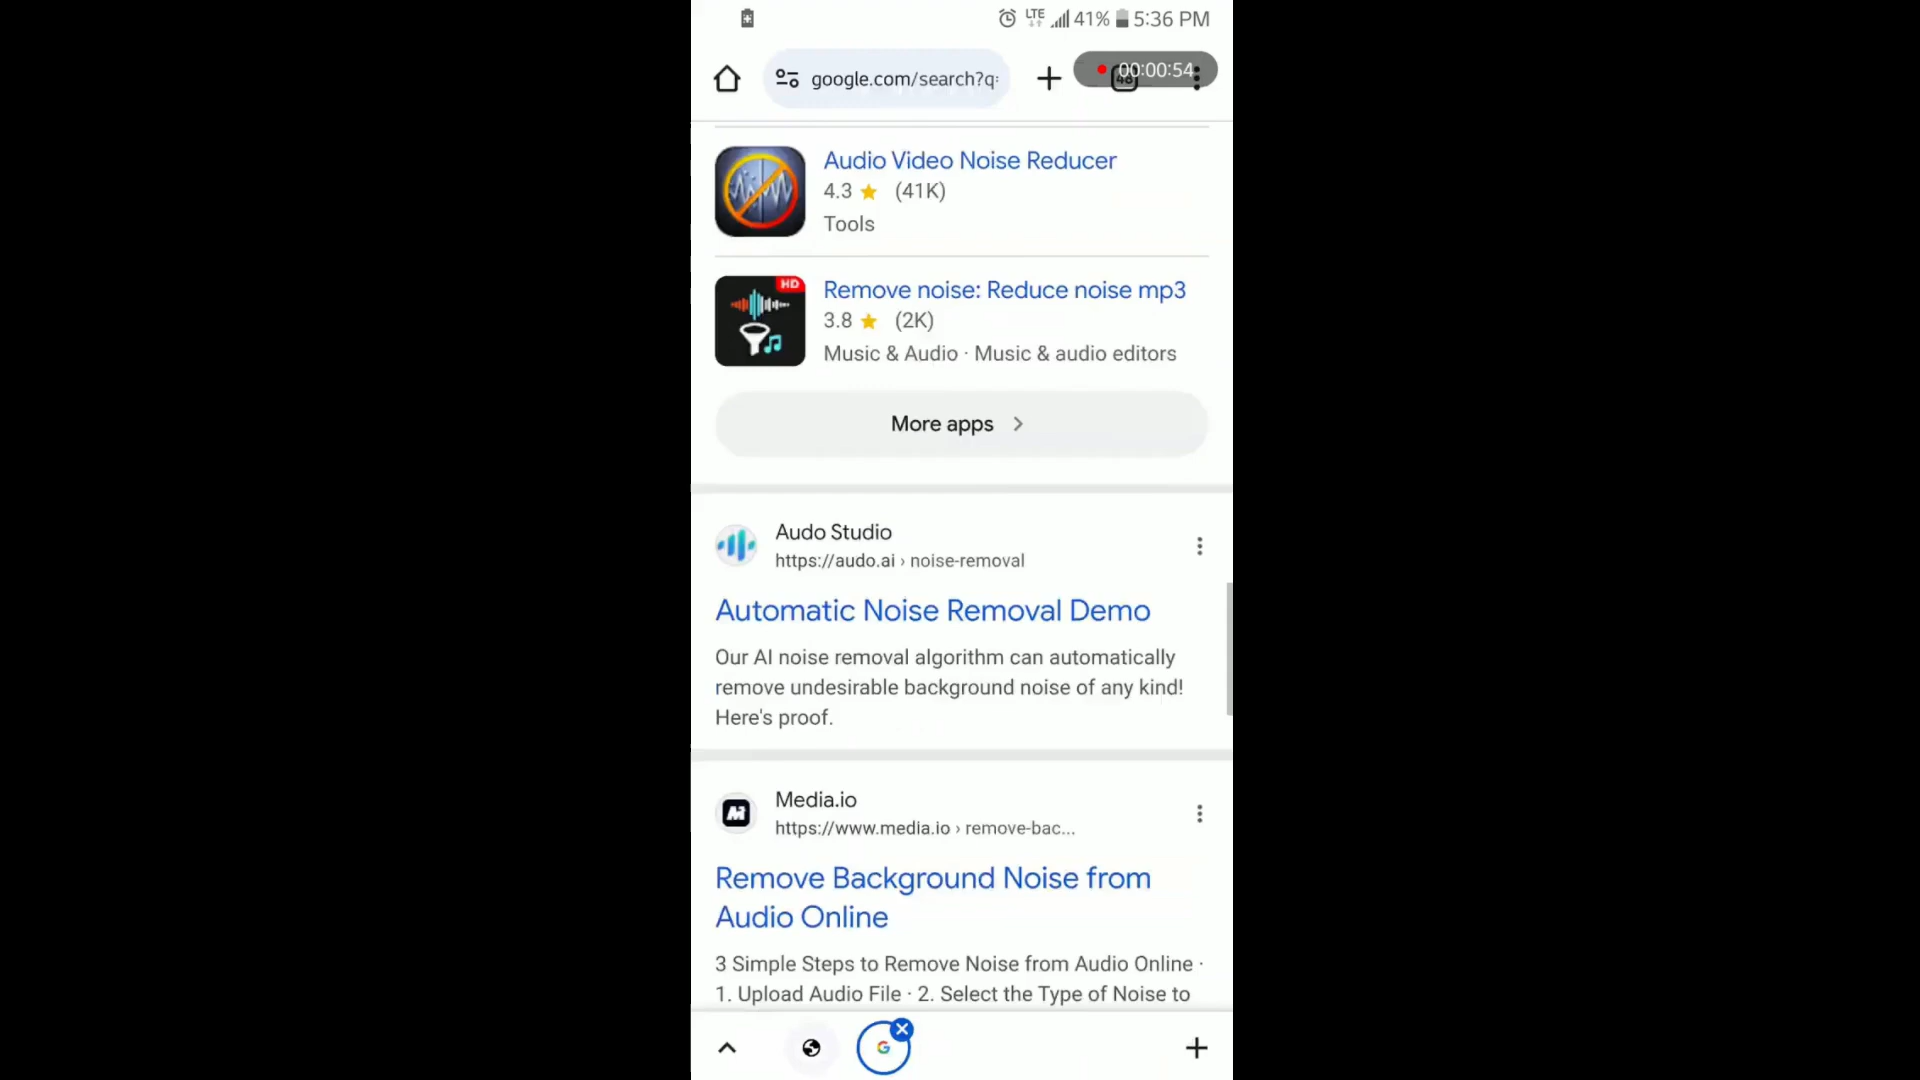 LTE 41% 5:36 PM
google.com/search?q=
48
00:00:54
Audio Video Noise Reducer
4.3 ★ (41K)
Tools
HD
Remove noise: Reduce noise mp3
3.8 ★ (2K)
Music & Audio · Music & audio editors
More apps
Audo Studio
https://audo.ai › noise-removal
Automatic Noise Removal Demo
Our AI noise removal algorithm can automatically
remove undesirable background noise of any kind!
Here's proof.
Media.io
https://www.media.io › remove-bac...
Remove Background Noise from
Audio Online
3 Simple Steps to Remove Noise from Audio Online ·
1. Upload Audio File · 2. Select the Type of Noise to